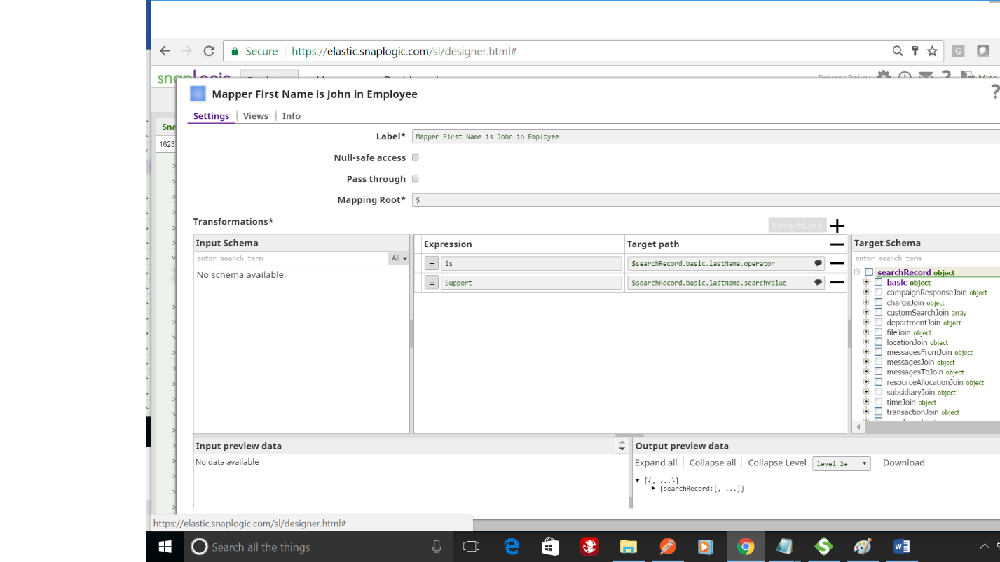 Secure https://elastic.snaplogic.com/sl/designer.html#
G
Mapper First Name is John in Employee
?
Settings Views Info
Sna
Label* Mapper First Name is John in Employee
1623
Null-safe access
Pass through
Mapping Root* $
Transformations* SmartLink
Input Schema Expression Target path Target Schema
enter search term All enter search term
No schema available.
= is $searchRecord.basic.lastName.operator
= Support $searchRecord.basic.lastName.searchValue
searchRecord object
basic object
campaignResponseJoin object
chargeJoin object
customSearchJoin array
departmentJoin object
fileJoin object
locationJoin object
messagesFromJoin object
messagesJoin object
messagesToJoin object
resourceAllocationJoin object
subsidiaryJoin object
timeJoin object
transactionJoin object
Input preview data Output preview data
No data available Expand all Collapse all Collapse Level level 2+ Download
[{, ...}]
{searchRecord:{, ...}}
https://elastic.snaplogic.com/sl/designer.html#
Search all the things